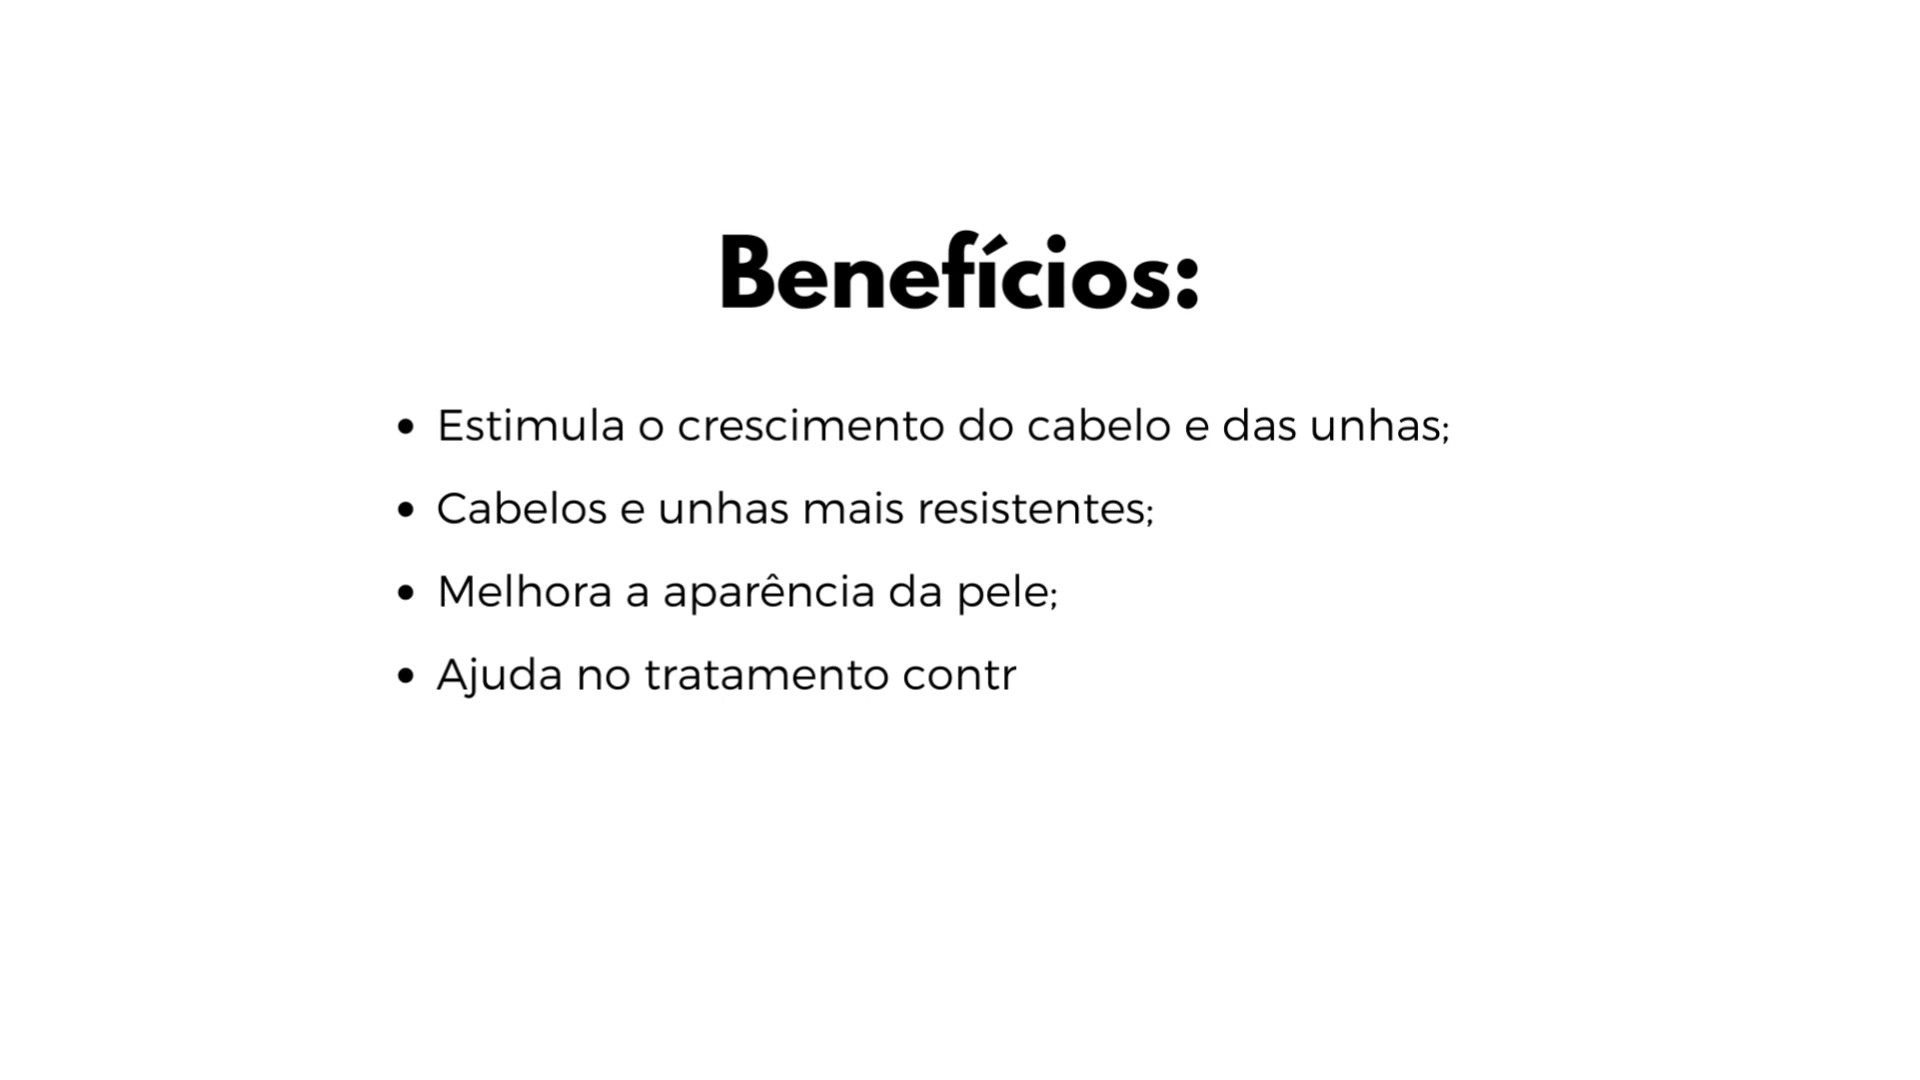 Benefícios:
• Estimula o crescimento do cabelo e das unhas;
• Cabelos e unhas mais resistentes;
• Melhora a aparência da pele;
• Ajuda no tratamento contr